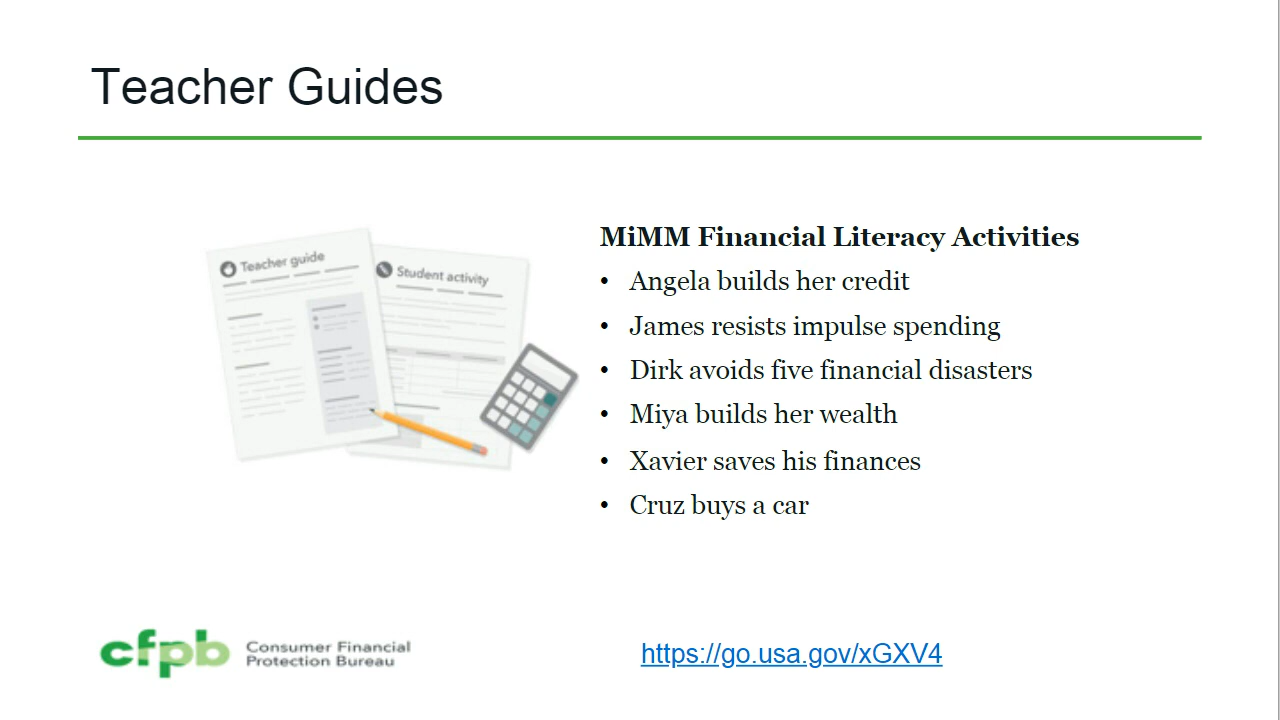 Teacher Guides
Teacher guide
Student activity
MiMM Financial Literacy Activities
• Angela builds her credit
• James resists impulse spending
• Dirk avoids five financial disasters
• Miya builds her wealth
• Xavier saves his finances
• Cruz buys a car
cfpb
Consumer Financial
Protection Bureau
https://go.usa.gov/xGXV4